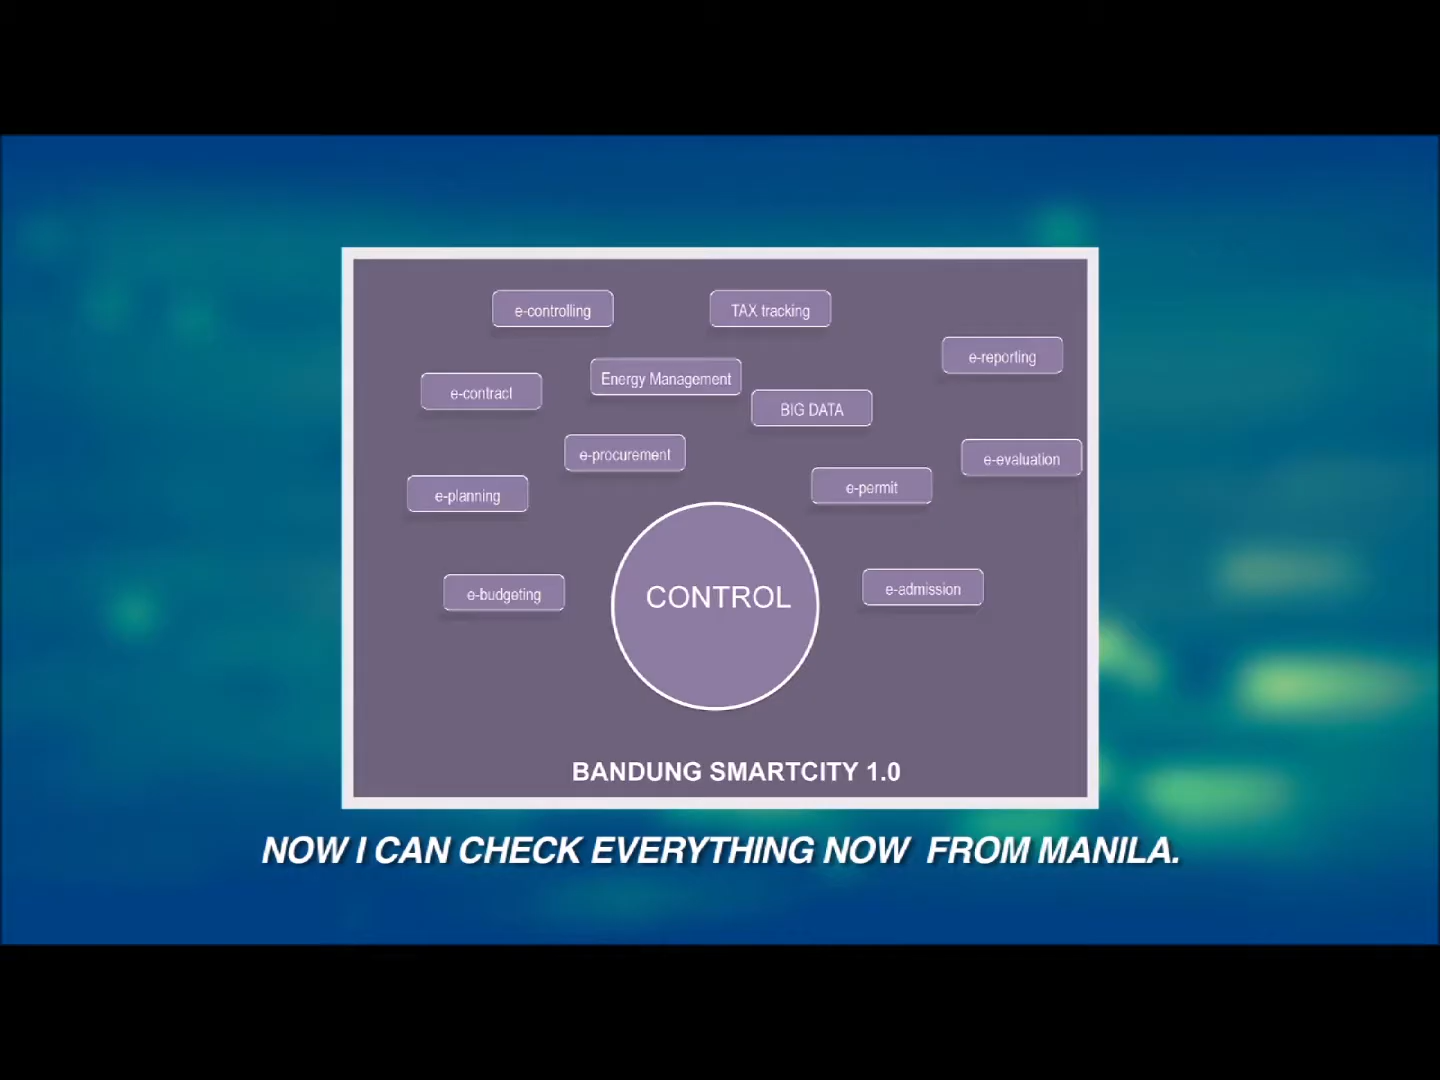 e-controlling
TAX tracking
e-reporting
Energy Management
e-contract
BIG DATA
e-procurement
e-evaluation
e-planning
e-permit
e-budgeting
CONTROL
e-admission
BANDUNG SMARTCITY 1.0
NOW I CAN CHECK EVERYTHING NOW FROM MANILA.